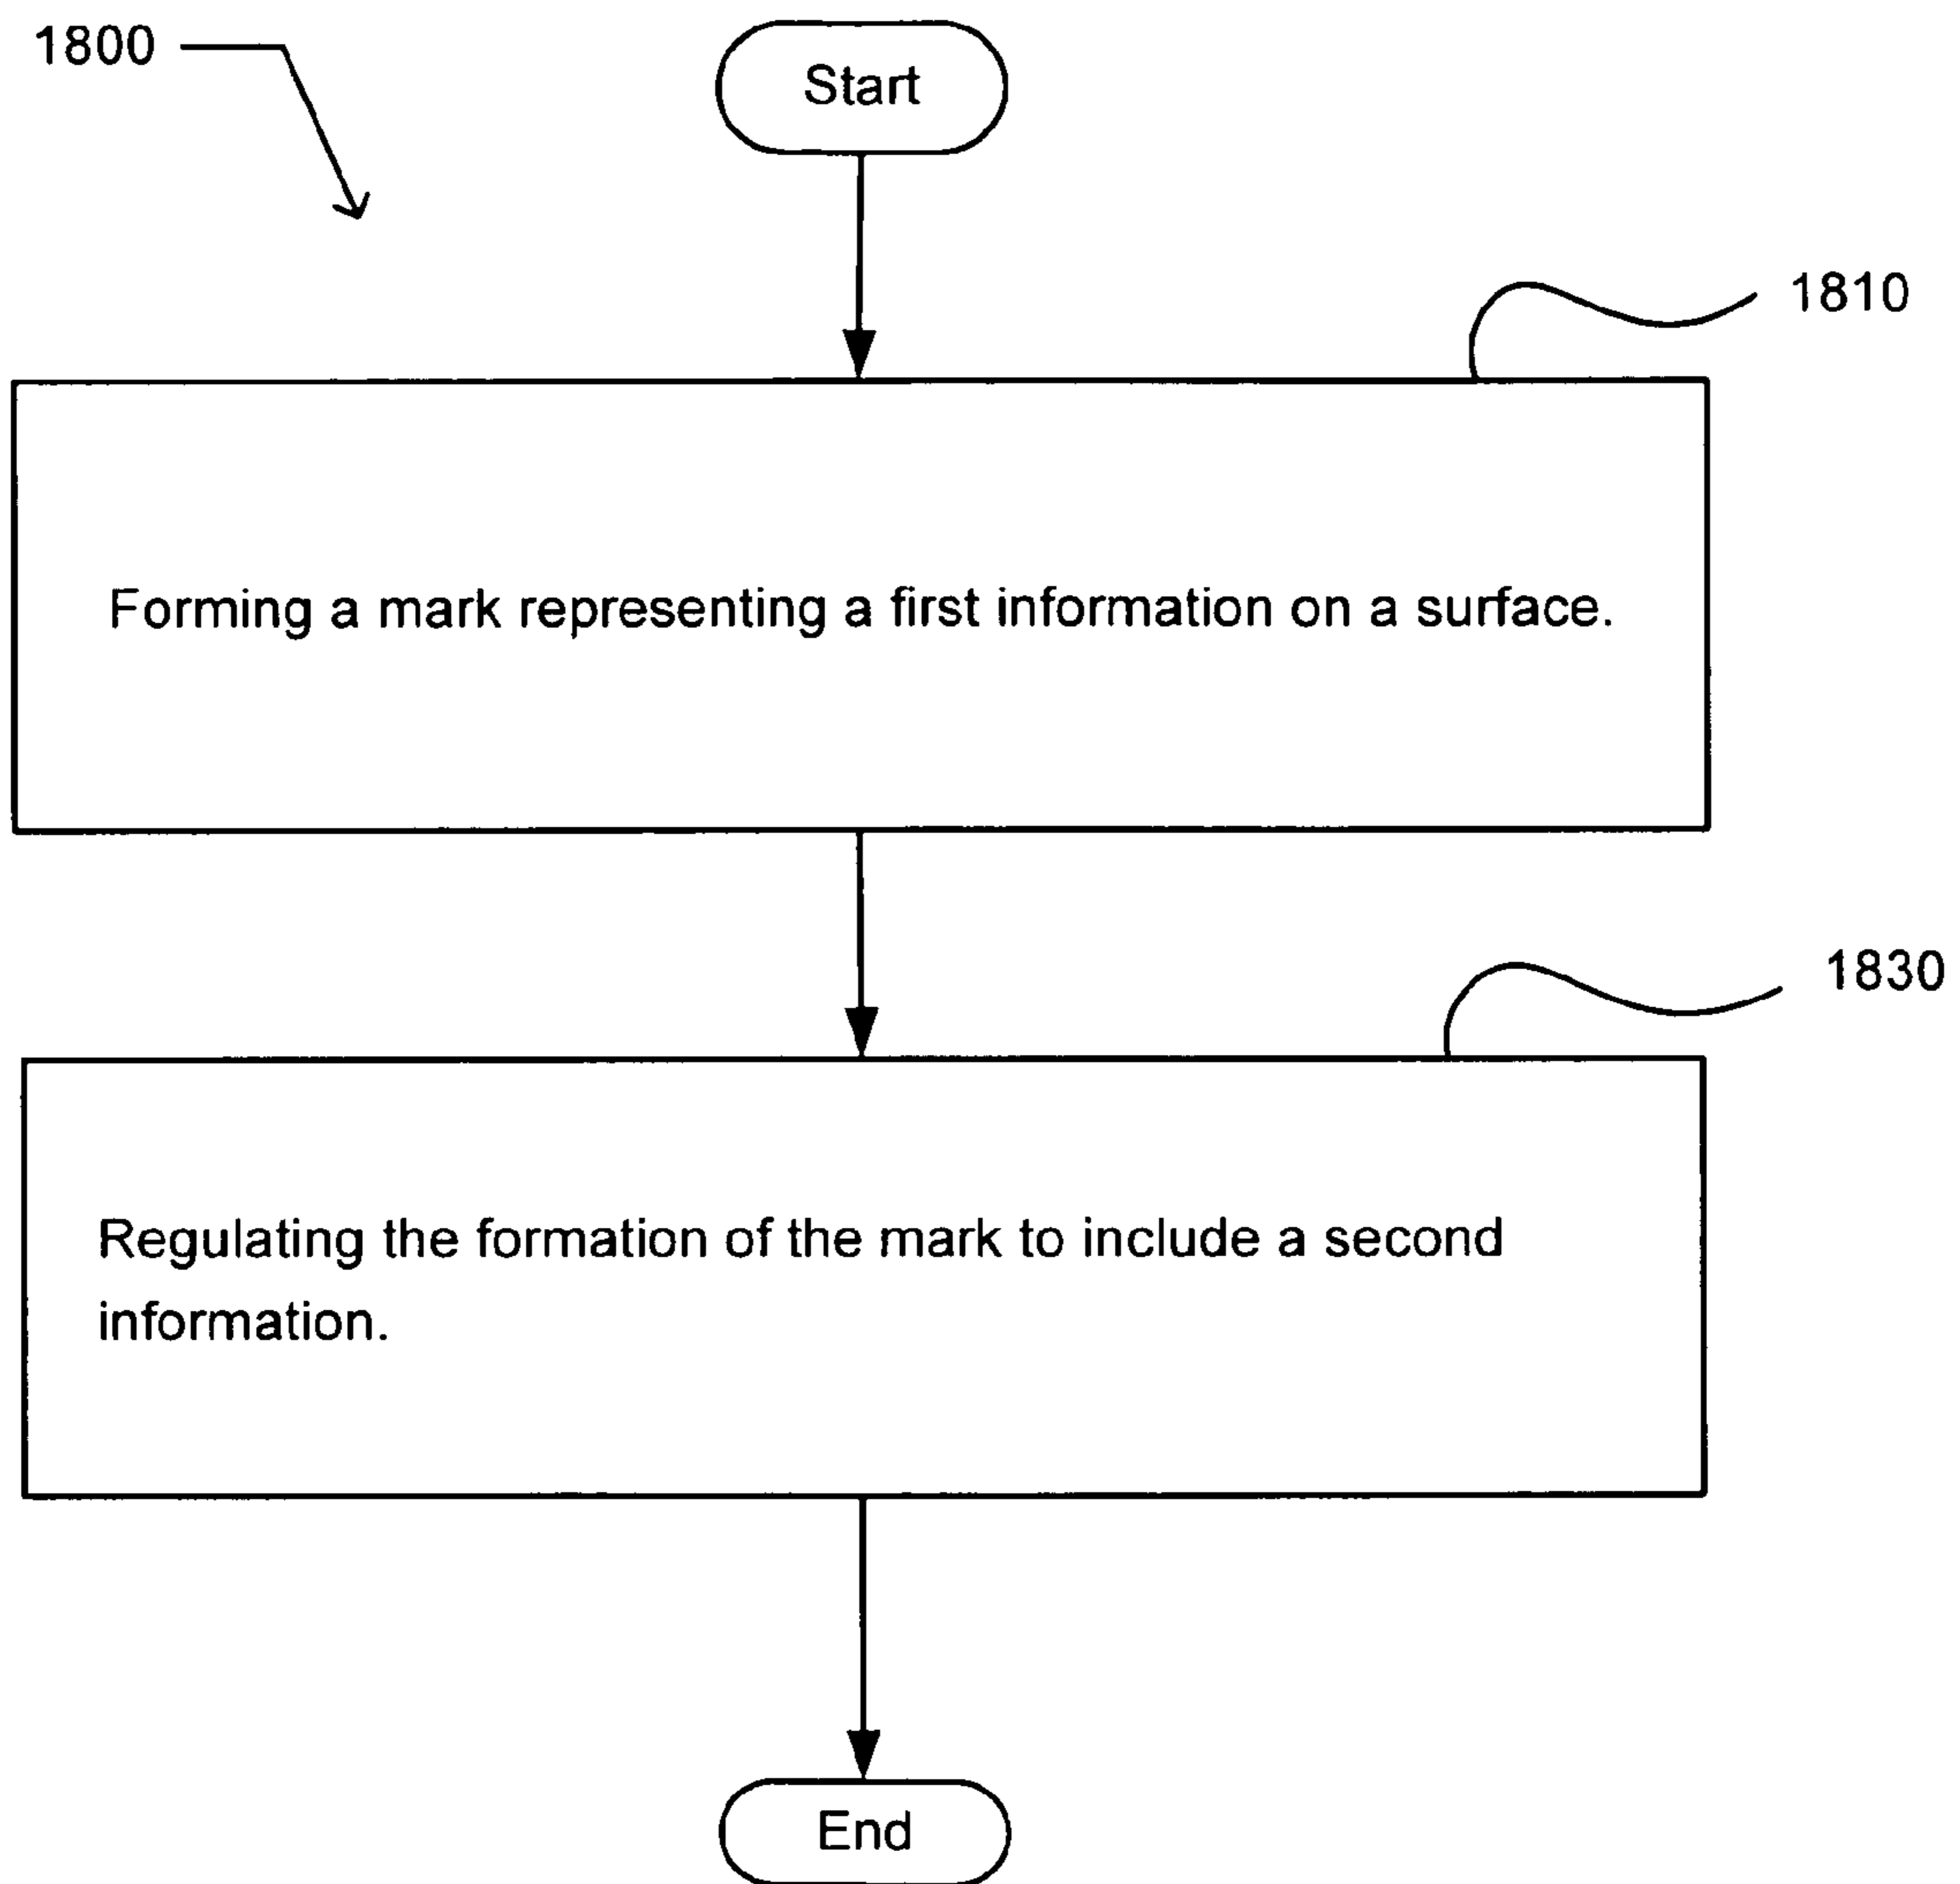 1800
Start
1810
Forming a mark representing a first information on a surface.
1830
Regulating the formation of the mark to include a second
information.
End